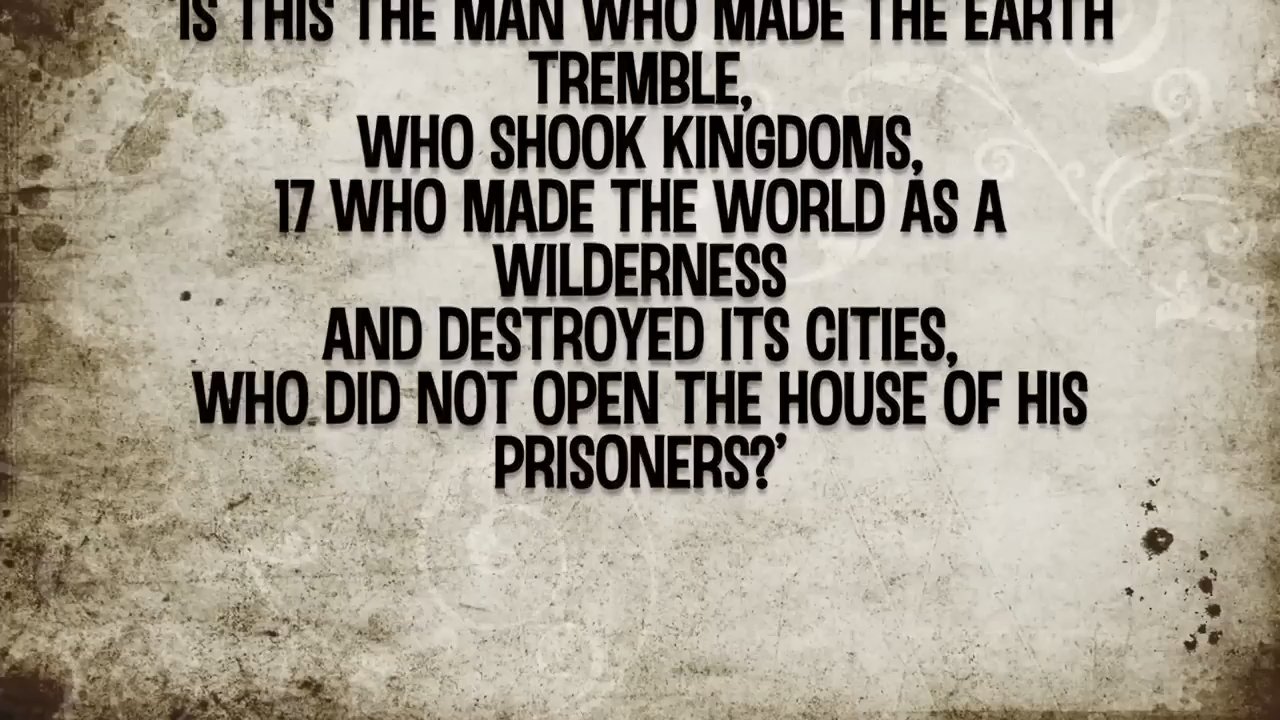 IS THIS THE MAN WHO MADE THE EARTH
TREMBLE,
WHO SHOOK KINGDOMS,
17 WHO MADE THE WORLD AS A
WILDERNESS
AND DESTROYED ITS CITIES,
WHO DID NOT OPEN THE HOUSE OF HIS
PRISONERS?’